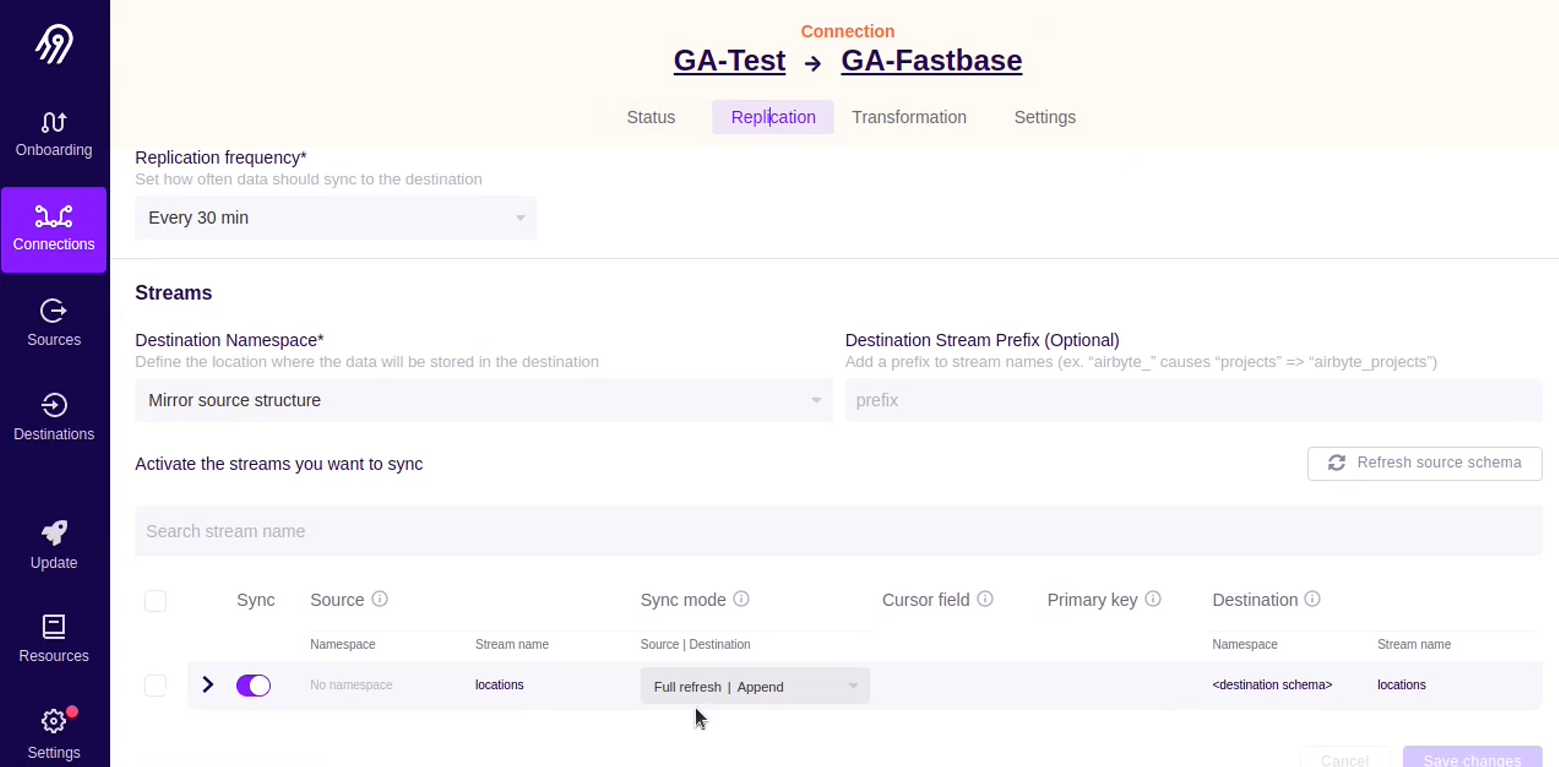 Connection
GA-Test → GA-Fastbase
Status Replication Transformation Settings
Onboarding
Connections
Sources
Destinations
Update
Resources
Settings
Replication frequency*
Set how often data should sync to the destination
Every 30 min
Streams
Destination Namespace*
Define the location where the data will be stored in the destination
Mirror source structure
Destination Stream Prefix (Optional)
Add a prefix to stream names (ex. “airbyte_” causes “projects” => “airbyte_projects”)
prefix
Activate the streams you want to sync
Refresh source schema
Search stream name
Sync Source Sync mode Cursor field Primary key Destination
Namespace Stream name Source | Destination Namespace Stream name
No namespace locations Full refresh | Append <destination schema> locations
Cancel Save changes